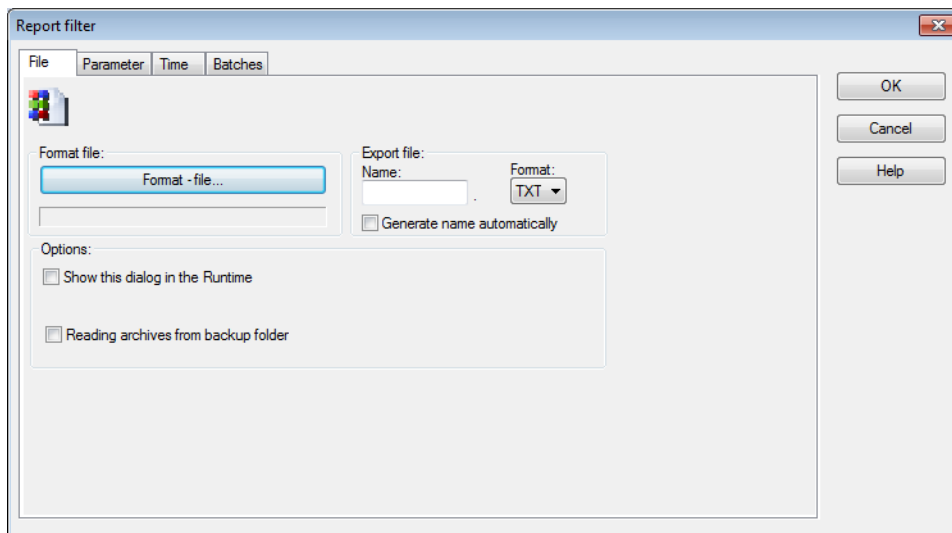 Report filter
File Parameter Time Batches
OK
Cancel
Help
Format file:
Format - file...
Export file:
Name: Format:
. TXT
Generate name automatically
Options:
Show this dialog in the Runtime
Reading archives from backup folder